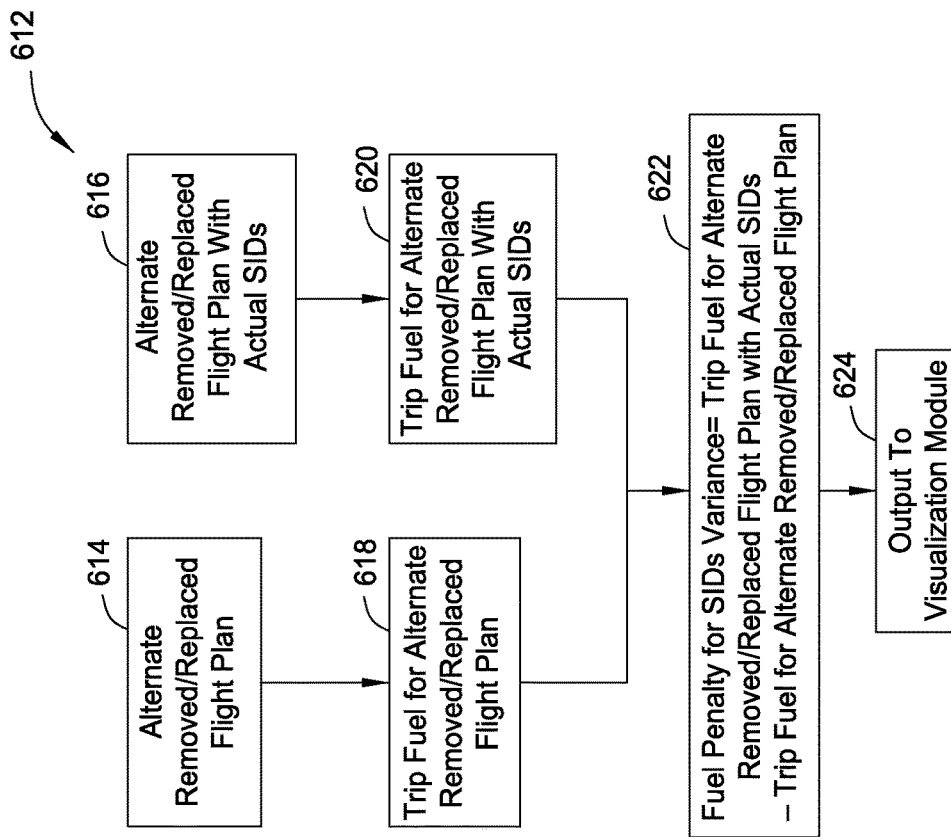 612
614
Alternate
Removed/Replaced
Flight Plan
616
Alternate
Removed/Replaced
Flight Plan With
Actual SIDs
618
Trip Fuel for Alternate
Removed/Replaced
Flight Plan
620
Trip Fuel for Alternate
Removed/Replaced
Flight Plan With
Actual SIDs
622
Fuel Penalty for SIDs Variance= Trip Fuel for Alternate
Removed/Replaced Flight Plan with Actual SIDs
– Trip Fuel for Alternate Removed/Replaced Flight Plan
624
Output To
Visualization Module